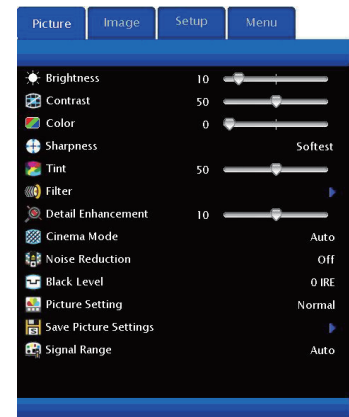 Picture Image Setup Menu
Brightness 10
Contrast 50
Color 0
Sharpness Softest
Tint 50
Filter
Detail Enhancement 10
Cinema Mode Auto
Noise Reduction Off
Black Level 0 IRE
Picture Setting Normal
Save Picture Settings
Signal Range Auto